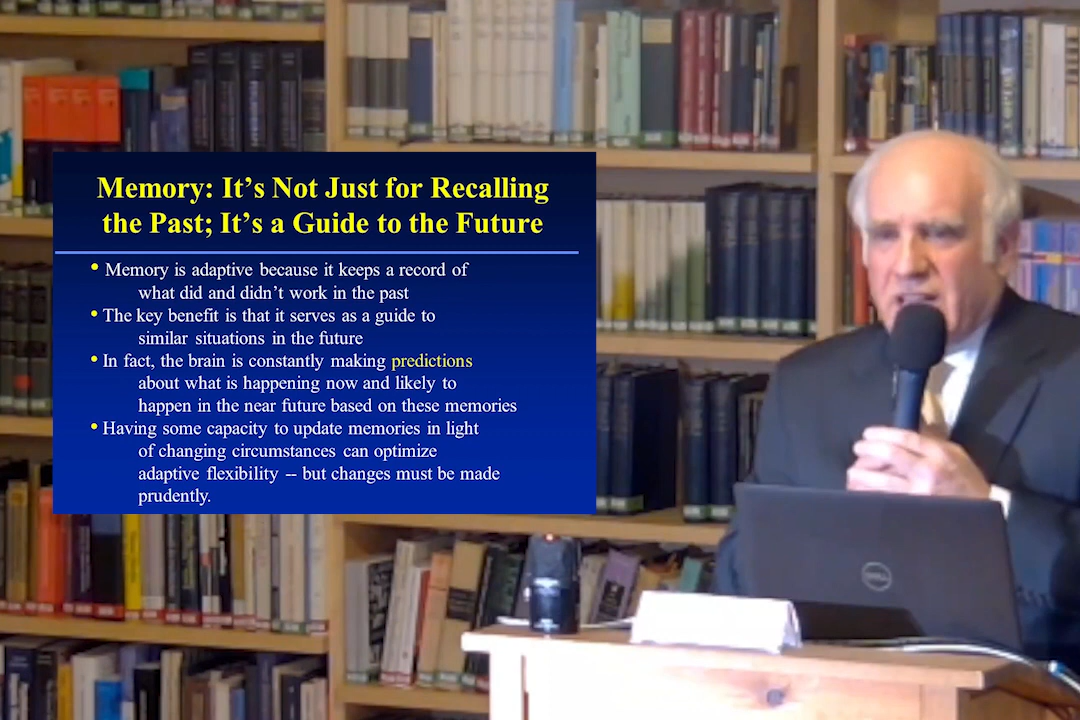 Memory: It’s Not Just for Recalling
the Past; It’s a Guide to the Future
• Memory is adaptive because it keeps a record of
what did and didn’t work in the past
• The key benefit is that it serves as a guide to
similar situations in the future
• In fact, the brain is constantly making predictions
about what is happening now and likely to
happen in the near future based on these memories
• Having some capacity to update memories in light
of changing circumstances can optimize
adaptive flexibility -- but changes must be made
prudently.
DELL